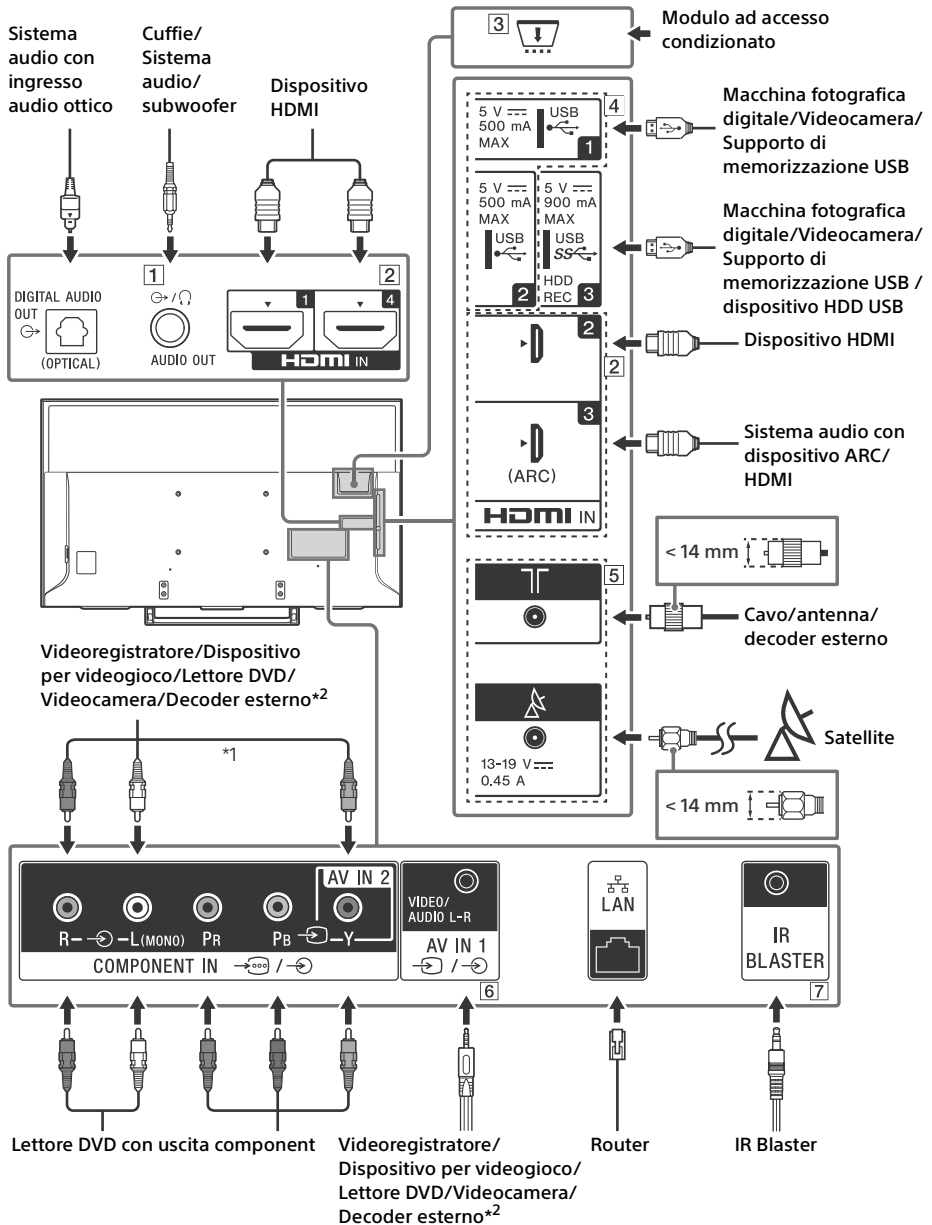 Sistema
audio con
ingresso
audio ottico
Cuffie/
Sistema
audio/
subwoofer
Dispositivo
HDMI
3
Modulo ad accesso
condizionato
4
5 V
500 mA
MAX
USB
1
Macchina fotografica
digitale/Videocamera/
Supporto di
memorizzazione USB
5 V
500 mA
MAX
USB
2
5 V
900 mA
MAX
USB
SS
HDD
REC 3
Macchina fotografica
digitale/Videocamera/
Supporto di
memorizzazione USB /
dispositivo HDD USB
1
2
DIGITAL AUDIO
OUT
(OPTICAL)
AUDIO OUT
1
4
HDMI IN
2
2
Dispositivo HDMI
3
(ARC)
HDMI IN
Sistema audio con
dispositivo ARC/
HDMI
5
< 14 mm
Cavo/antenna/
decoder esterno
13-19 V
0.45 A
Satellite
< 14 mm
Videoregistratore/Dispositivo
per videogioco/Lettore DVD/
Videocamera/Decoder esterno*2
*1
AV IN 2
R
L(MONO)
PR
PB
Y
COMPONENT IN /
VIDEO/
AUDIO L-R
AV IN 1
/
6
LAN
IR
BLASTER
7
Lettore DVD con uscita component
Videoregistratore/
Dispositivo per videogioco/
Lettore DVD/Videocamera/
Decoder esterno*2
Router
IR Blaster